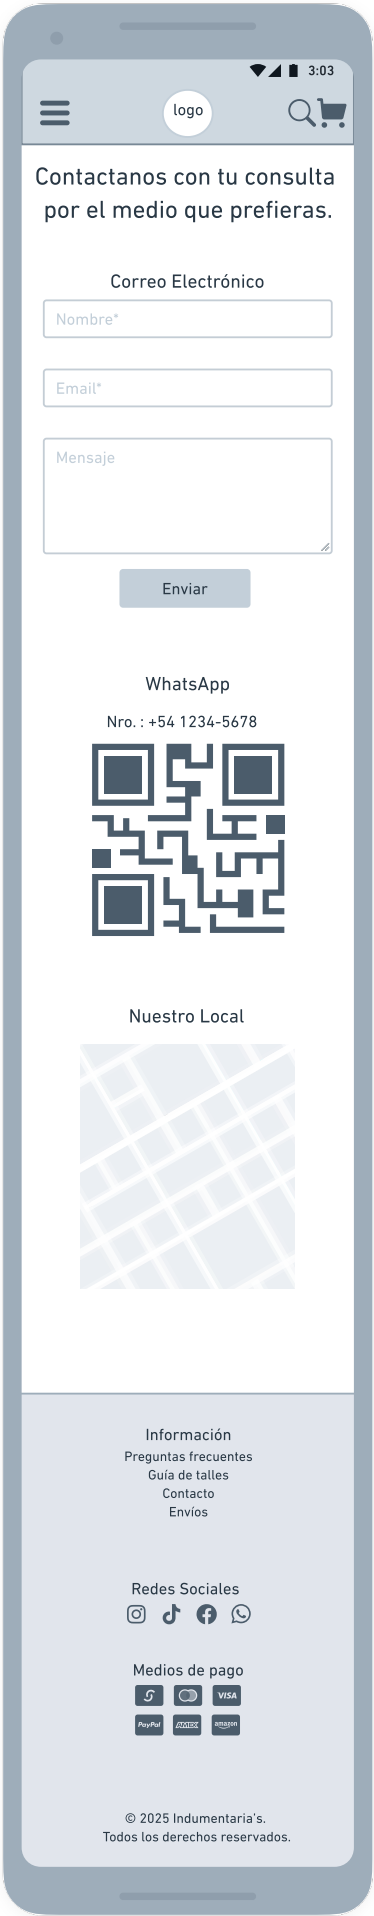 3:03
logo
Contactanos con tu consulta
por el medio que prefieras.
Correo Electrónico
Nombre*
Email*
Mensaje
Enviar
WhatsApp
Nro. : +54 1234-5678
Nuestro Local
Información
Preguntas frecuentes
Guía de talles
Contacto
Envíos
Redes Sociales
Medios de pago
VISA
PayPal AMEX amazon
© 2025 Indumentaria's.
Todos los derechos reservados.